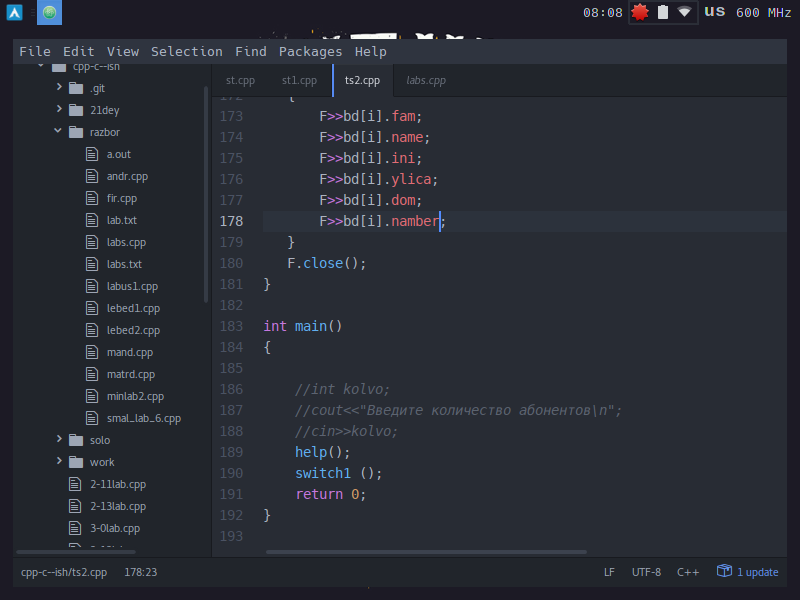 08:08 us 600 MHz
File Edit View Selection Find Packages Help
cpp-c--ish
.git
21dey
razbor
a.out
andr.cpp
fir.cpp
lab.txt
labs.cpp
labs.txt
labus1.cpp
lebed1.cpp
lebed2.cpp
mand.cpp
matrd.cpp
minlab2.cpp
smal_lab_6.cpp
solo
work
2-11lab.cpp
2-13lab.cpp
3-0lab.cpp
st.cpp st1.cpp ts2.cpp labs.cpp
172 {
173 F>>bd[i].fam;
174 F>>bd[i].name;
175 F>>bd[i].ini;
176 F>>bd[i].ylica;
177 F>>bd[i].dom;
178 F>>bd[i].namber;
179 }
180 F.close();
181 }
182
183 int main()
184 {
185
186 //int kolvo;
187 //cout<<"Введите количество абонентов\n";
188 //cin>>kolvo;
189 help();
190 switch1 ();
191 return 0;
192 }
193
cpp-c--ish/ts2.cpp 178:23 LF UTF-8 C++ 1 update